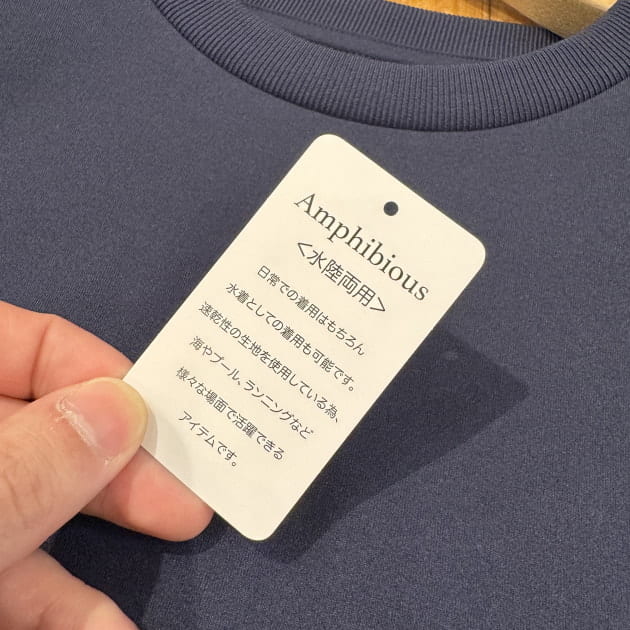 Amphibious
<水陸両用>
日常での着用はもちろん
水着としての着用も可能です。
速乾性の生地を使用している為、
海やプール、ランニングなど
様々な場面で活躍できる
アイテムです。